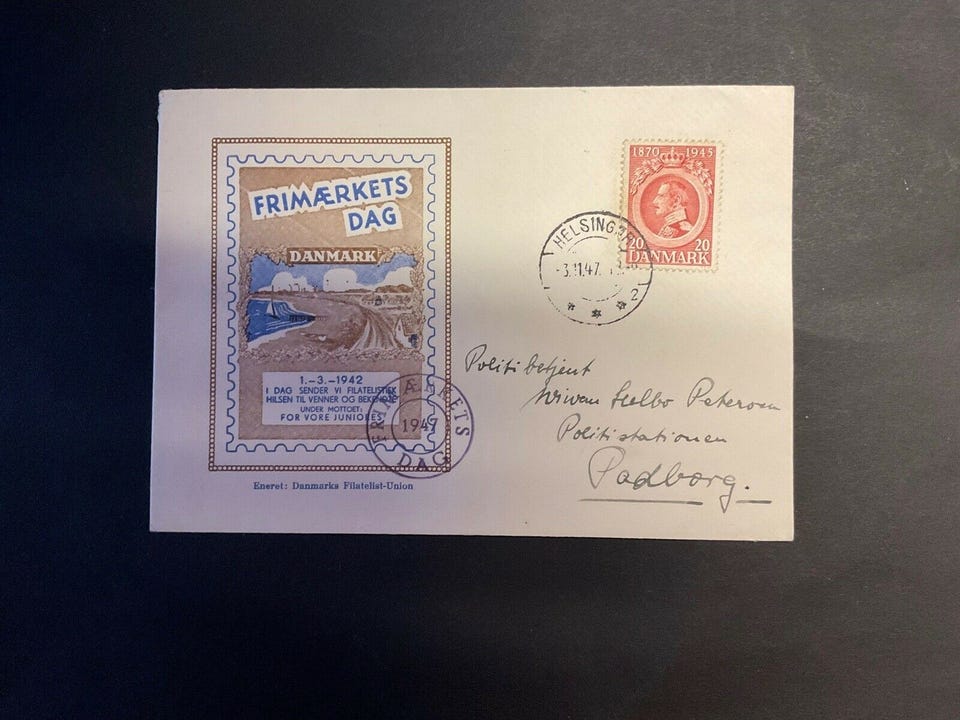 FRIMÆRKETS
DAG
DANMARK
1.-3.-1942
I DAG SENDER VI FILATELISTISK
HILSEN TIL VENNER OG BEKENDTE
UNDER MOTTOET:
FOR VORE JUNIORES
FRIMÆRKETS
1947
DAG
Eneret: Danmarks Filatelist-Union
1870 1945
20 20
DANMARK
HELSINGØR
-3.11.47.
2
Politibetjent
Helbo Petersen
Politistationen
Padborg.